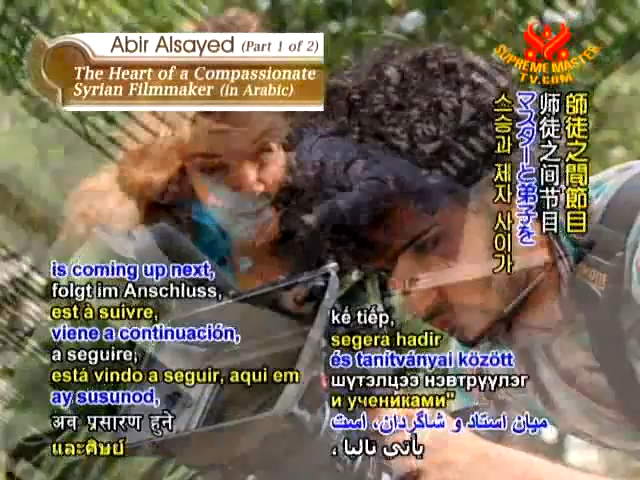 Abir Alsayed (Part 1 of 2)
The Heart of a Compassionate
Syrian Filmmaker (in Arabic)
SUPREME MASTER
TV.COM
師徒之間節目
师徒之间节目
マスターと弟子を
스승과 제자 사이가
is coming up next,
folgt im Anschluss,
est à suivre,
viene a continuación,
a seguire,
está vindo a seguir, aqui em
ay susunod,
अब प्रसारण हुने
และศิษย์
kế tiếp,
segera hadir
és tanítványai között
шүтэлцээ нэвтрүүлэг
и учениками"
میان استاد و شاگردان، است
يأتي تاليا ،